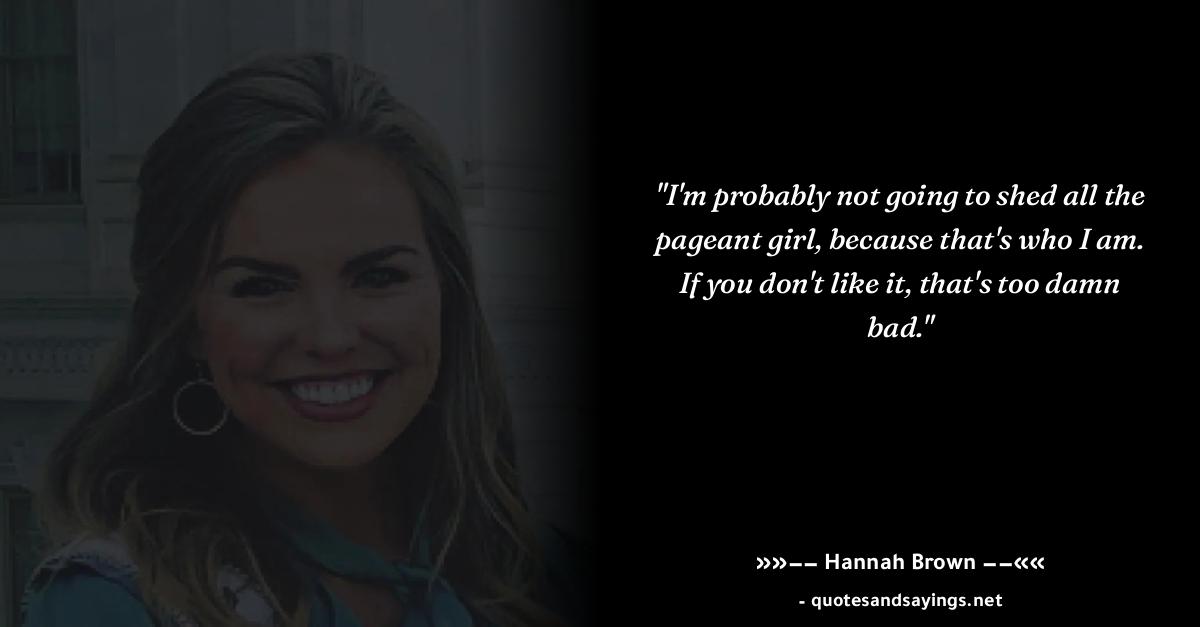 "I'm probably not going to shed all the
pageant girl, because that's who I am.
If you don't like it, that's too damn
bad."
»»−− Hannah Brown −−««
- quotesandsayings.net